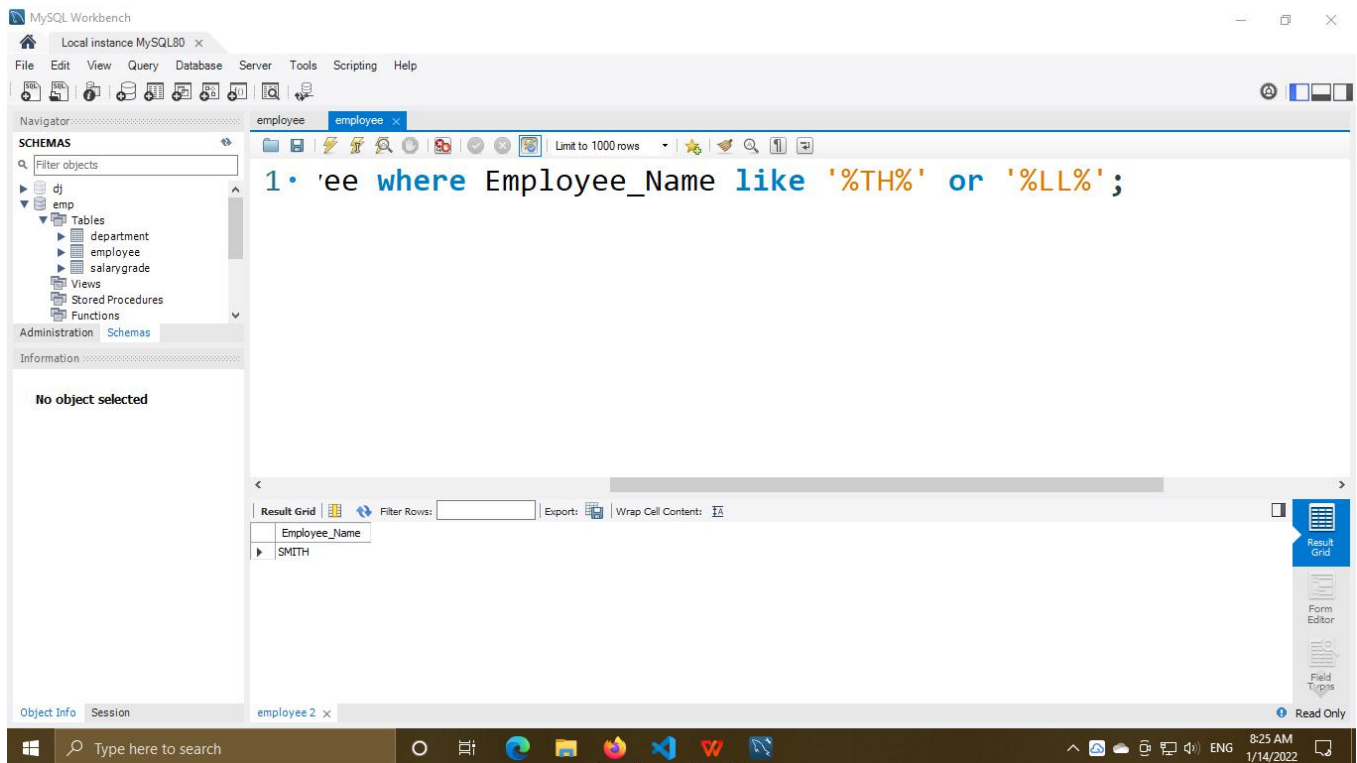 MySQL Workbench
Local instance MySQL80
File Edit View Query Database Server Tools Scripting Help
Navigator
employee employee
SCHEMAS
Limit to 1000 rows
Filter objects
dj
emp
Tables
department
employee
salarygrade
Views
Stored Procedures
Functions
Administration Schemas
Information
No object selected
1 ee where Employee_Name like '%TH%' or '%LL%';
Result Grid Filter Rows: Export: Wrap Cell Content:
Employee_Name
SMITH
Result
Grid
Form
Editor
Field
Types
Object Info Session
employee 2
Read Only
Type here to search
ENG
8:25 AM
1/14/2022